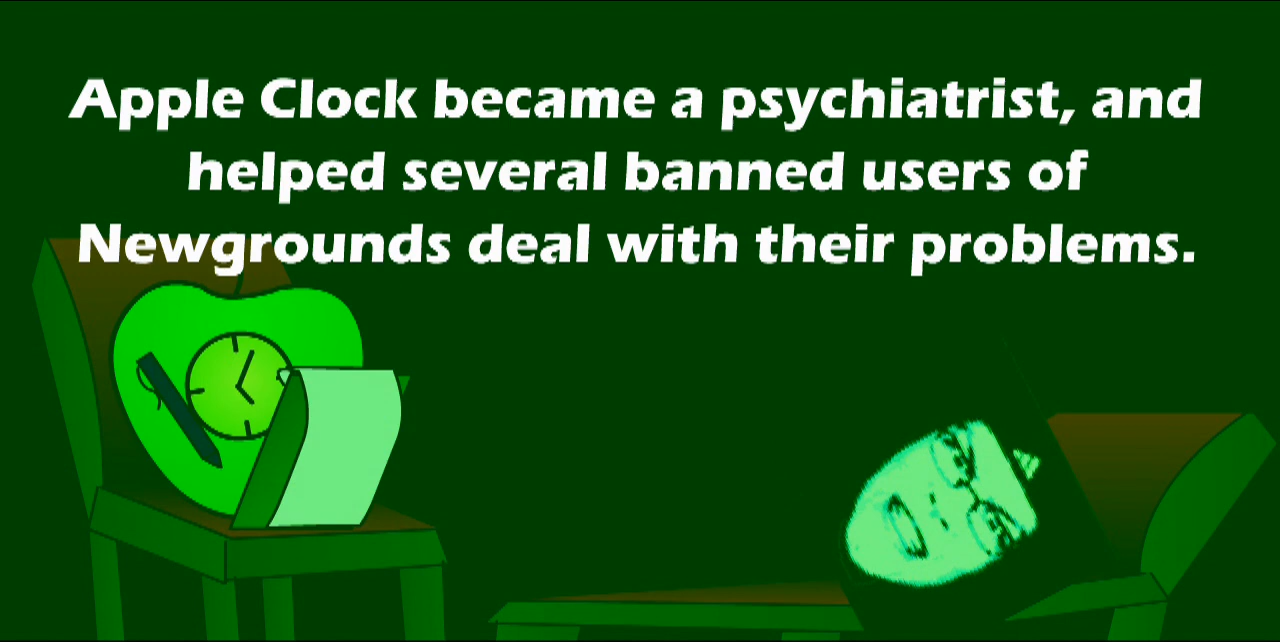 Apple Clock became a psychiatrist, and
helped several banned users of
Newgrounds deal with their problems.